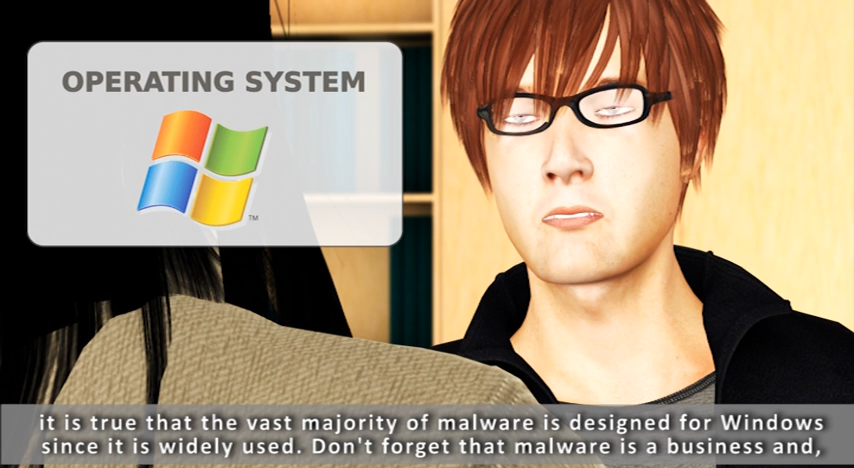 OPERATING SYSTEM
TM
it is true that the vast majority of malware is designed for Windows
since it is widely used. Don't forget that malware is a business and,